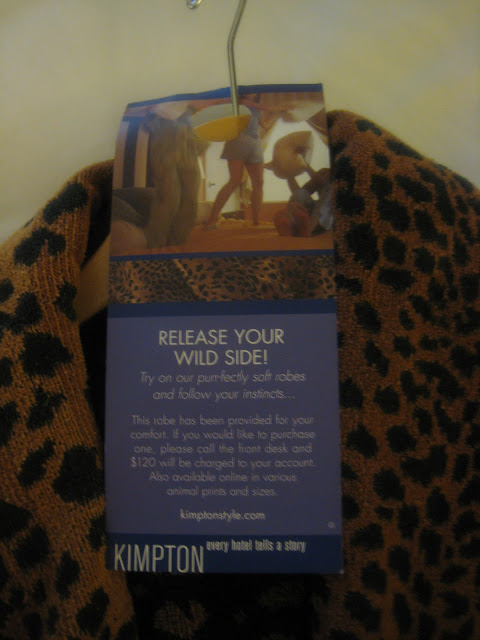 RELEASE YOUR
WILD SIDE!
Try on our purr-fectly soft robes
and follow your instincts...
This robe has been provided for your
comfort. If you would like to purchase
one, please call the front desk and
$120 will be charged to your account.
Also available online in various
animal prints and sizes.
kimptonstyle.com
KIMPTON every hotel tells a story